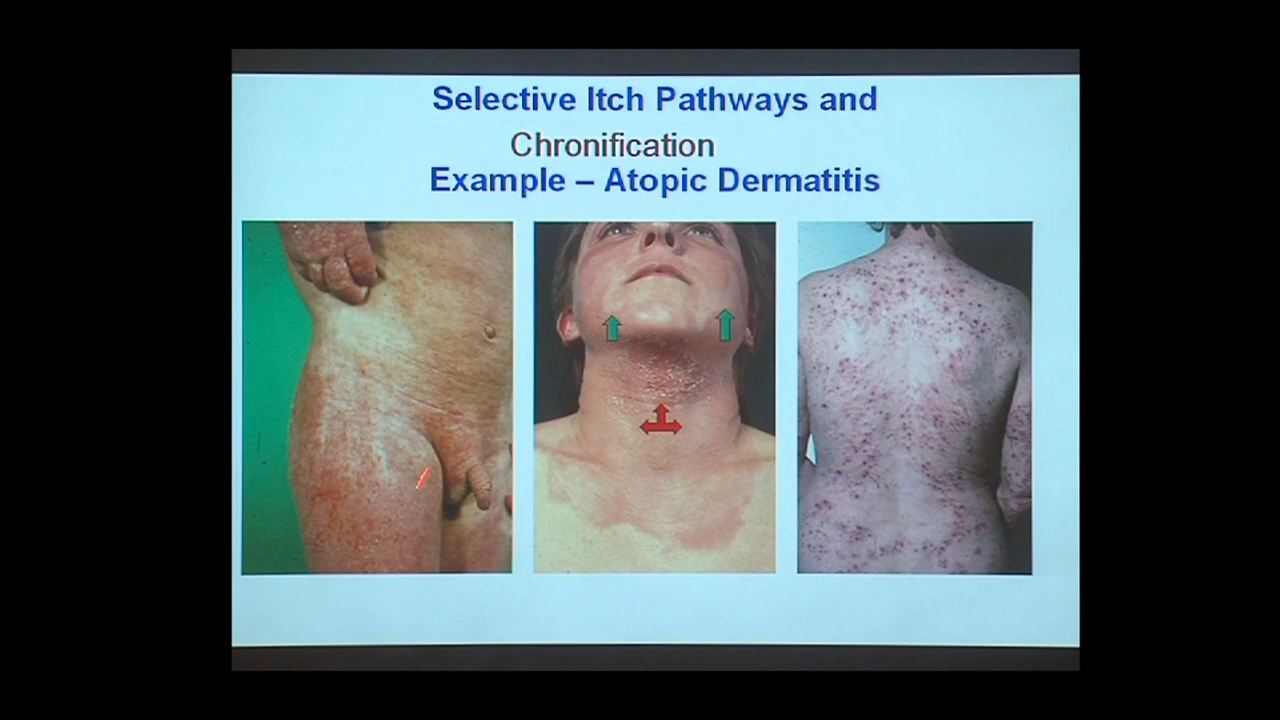 Selective Itch Pathways and
Chronification
Example – Atopic Dermatitis